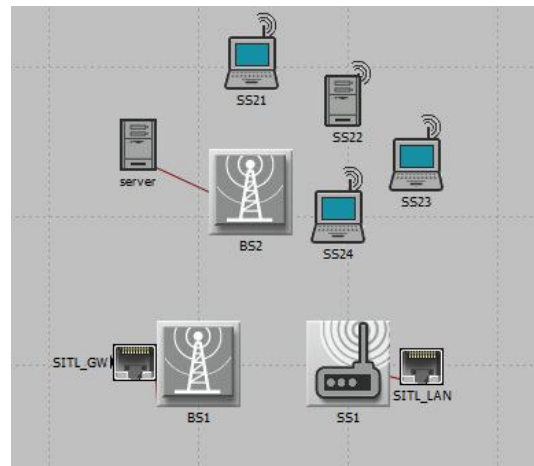 SS21
SS22
server
SS23
BS2
SS24
SITL_GW
SITL_LAN
BS1
SS1